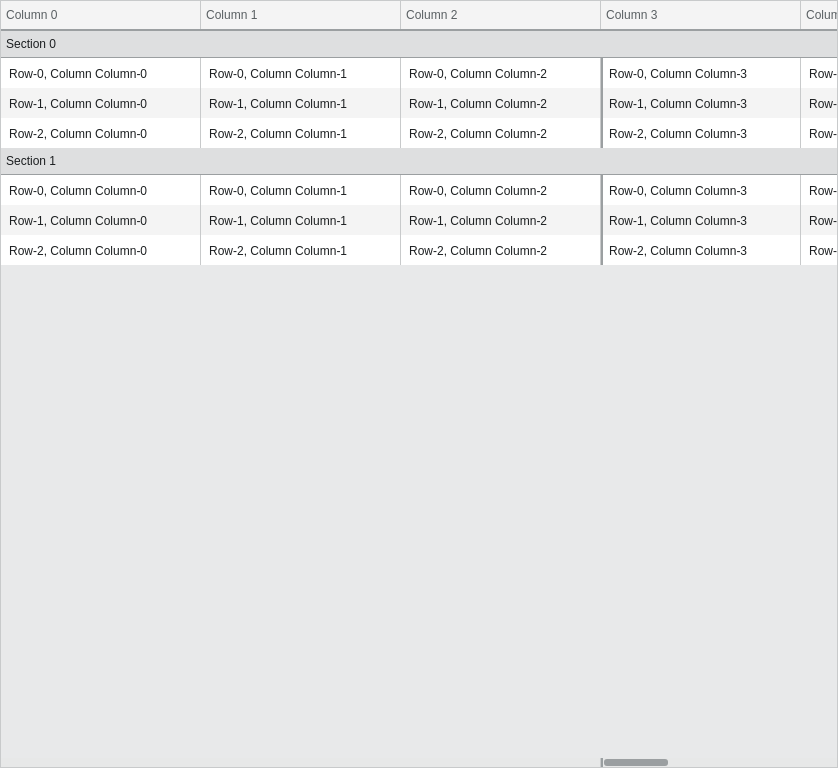 Column 0 Column 1 Column 2 Column 3 Colum
Section 0
Row-0, Column Column-0 Row-0, Column Column-1 Row-0, Column Column-2 Row-0, Column Column-3 Row-
Row-1, Column Column-0 Row-1, Column Column-1 Row-1, Column Column-2 Row-1, Column Column-3 Row-
Row-2, Column Column-0 Row-2, Column Column-1 Row-2, Column Column-2 Row-2, Column Column-3 Row-
Section 1
Row-0, Column Column-0 Row-0, Column Column-1 Row-0, Column Column-2 Row-0, Column Column-3 Row-
Row-1, Column Column-0 Row-1, Column Column-1 Row-1, Column Column-2 Row-1, Column Column-3 Row-
Row-2, Column Column-0 Row-2, Column Column-1 Row-2, Column Column-2 Row-2, Column Column-3 Row-